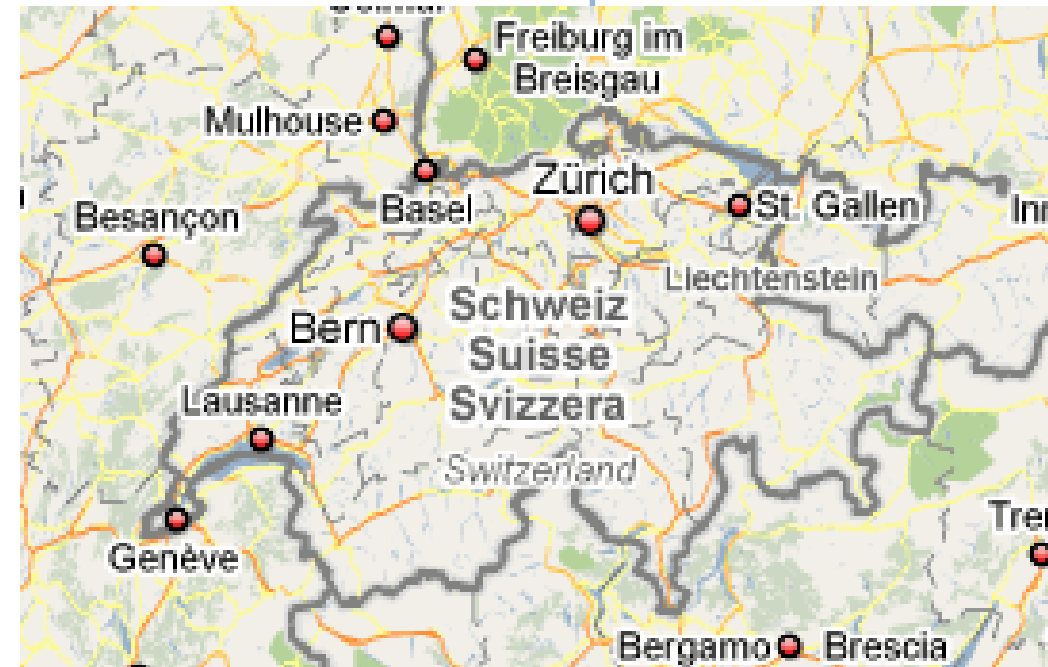 Freiburg im
Breisgau
Mulhouse
Zürich
Basel
St. Gallen
Besançon
Liechtenstein
Schweiz
Bern
Suisse
Svizzera
Lausanne
Switzerland
Genève
Bergamo
Brescia